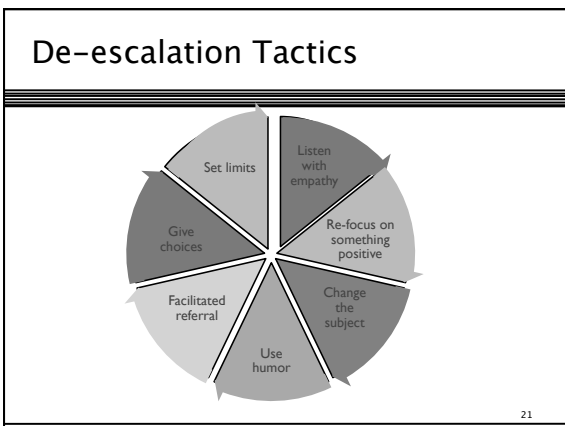 De-escalation Tactics
Listen
with
empathy
Re-focus on
something
positive
Change
the
subject
Use
humor
Facilitated
referral
Give
choices
Set limits
21